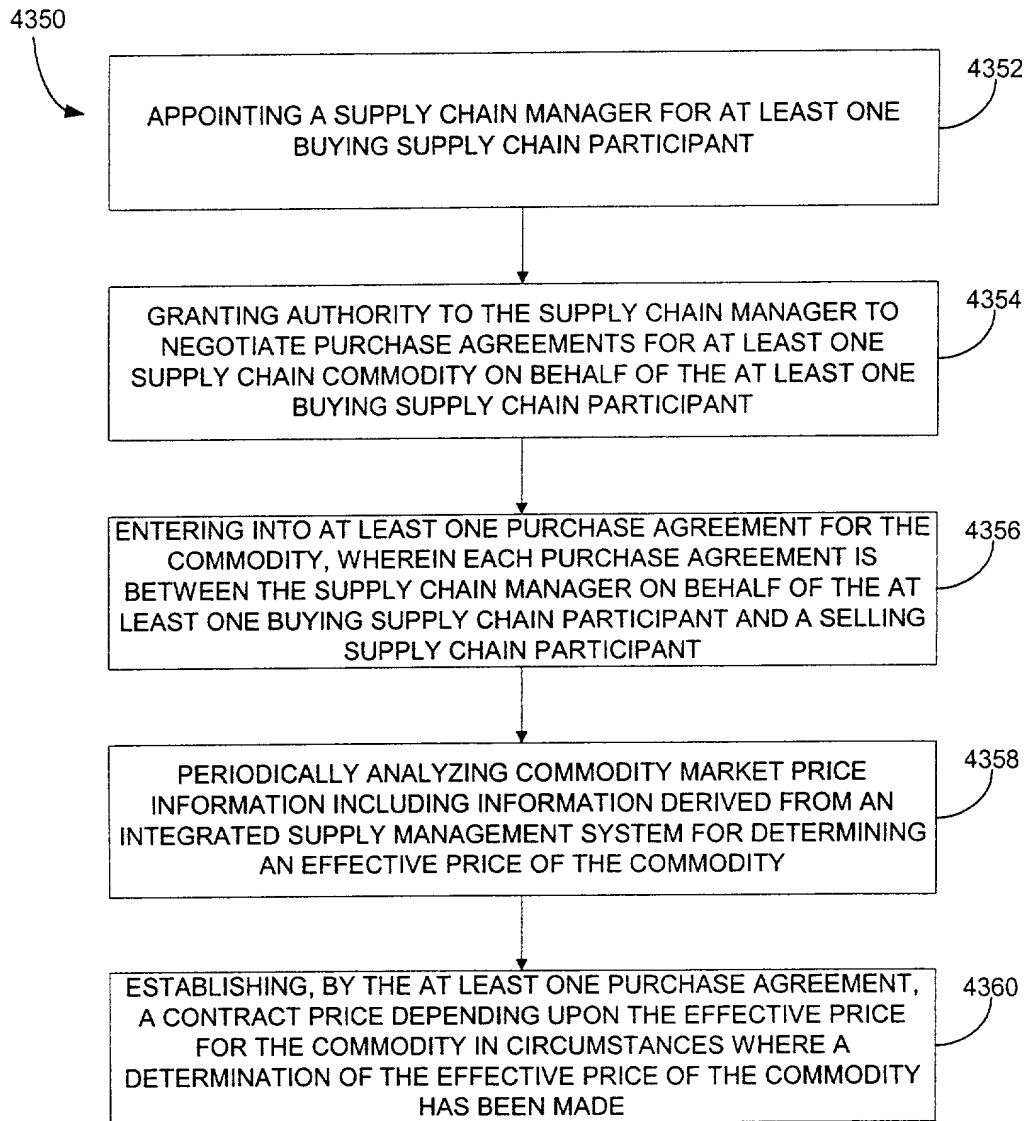 4350
4352
APPOINTING A SUPPLY CHAIN MANAGER FOR AT LEAST ONE
BUYING SUPPLY CHAIN PARTICIPANT
4354
GRANTING AUTHORITY TO THE SUPPLY CHAIN MANAGER TO
NEGOTIATE PURCHASE AGREEMENTS FOR AT LEAST ONE
SUPPLY CHAIN COMMODITY ON BEHALF OF THE AT LEAST ONE
BUYING SUPPLY CHAIN PARTICIPANT
4356
ENTERING INTO AT LEAST ONE PURCHASE AGREEMENT FOR THE
COMMODITY, WHEREIN EACH PURCHASE AGREEMENT IS
BETWEEN THE SUPPLY CHAIN MANAGER ON BEHALF OF THE AT
LEAST ONE BUYING SUPPLY CHAIN PARTICIPANT AND A SELLING
SUPPLY CHAIN PARTICIPANT
4358
PERIODICALLY ANALYZING COMMODITY MARKET PRICE
INFORMATION INCLUDING INFORMATION DERIVED FROM AN
INTEGRATED SUPPLY MANAGEMENT SYSTEM FOR DETERMINING
AN EFFECTIVE PRICE OF THE COMMODITY
4360
ESTABLISHING, BY THE AT LEAST ONE PURCHASE AGREEMENT,
A CONTRACT PRICE DEPENDING UPON THE EFFECTIVE PRICE
FOR THE COMMODITY IN CIRCUMSTANCES WHERE A
DETERMINATION OF THE EFFECTIVE PRICE OF THE COMMODITY
HAS BEEN MADE